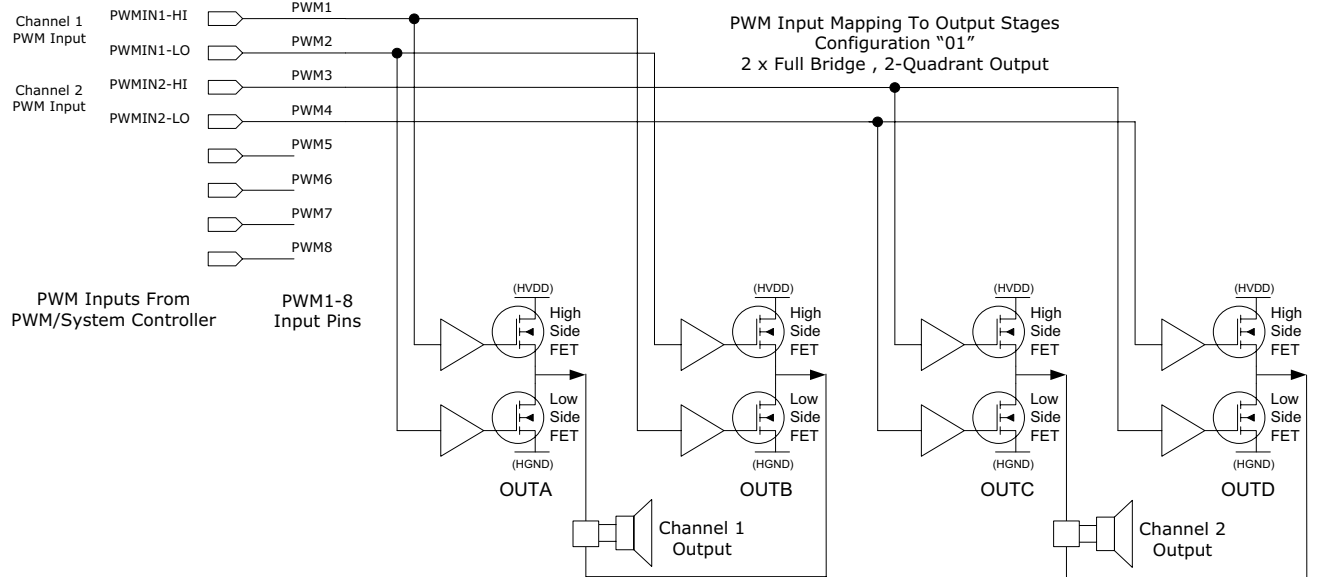 Channel 1
PWM Input
PWMIN1-HI
PWM1
PWMIN1-LO
PWM2
Channel 2
PWM Input
PWMIN2-HI
PWM3
PWMIN2-LO
PWM4
PWM5
PWM6
PWM7
PWM8
PWM Input Mapping To Output Stages
Configuration “01”
2 x Full Bridge , 2-Quadrant Output
PWM Inputs From
PWM/System Controller
PWM1-8
Input Pins
(HVDD)
High
Side
FET
Low
Side
FET
(HGND)
OUTA
(HVDD)
High
Side
FET
Low
Side
FET
(HGND)
OUTB
(HVDD)
High
Side
FET
Low
Side
FET
(HGND)
OUTC
(HVDD)
High
Side
FET
Low
Side
FET
(HGND)
OUTD
Channel 1
Output
Channel 2
Output